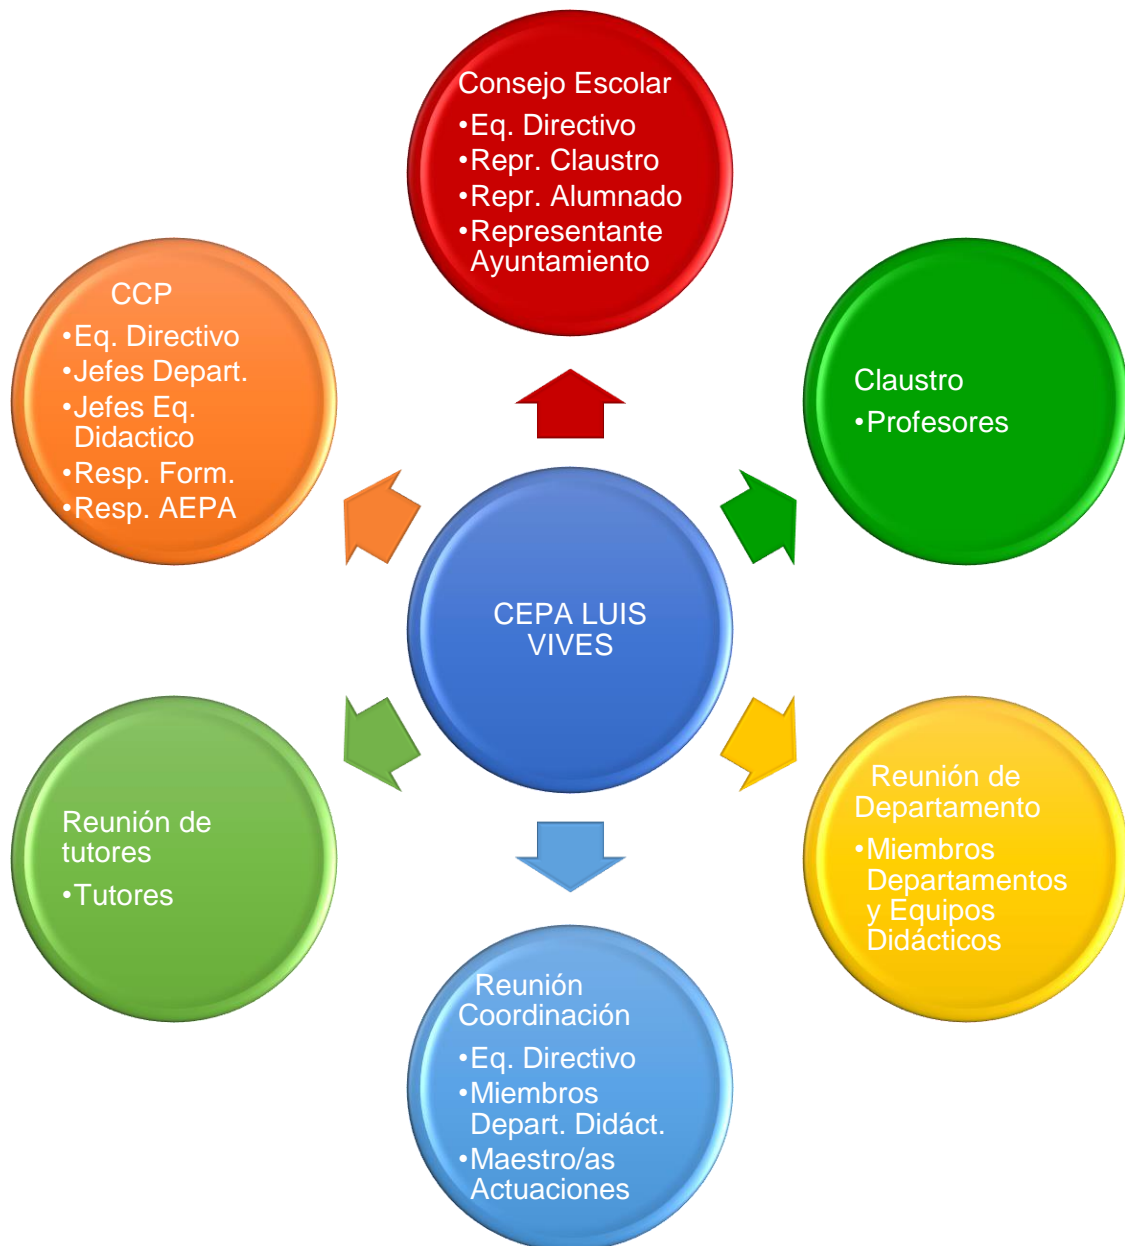 Consejo Escolar
•Eq. Directivo
•Repr. Claustro
•Repr. Alumnado
•Representante
Ayuntamiento
CCP
•Eq. Directivo
•Jefes Depart.
•Jefes Eq.
Didactico
•Resp. Form.
•Resp. AEPA
Claustro
•Profesores
CEPA LUIS
VIVES
Reunión de
tutores
•Tutores
Reunión de
Departamento
•Miembros
Departamentos
y Equipos
Didácticos
Reunión
Coordinación
•Eq. Directivo
•Miembros
Depart. Didáct.
•Maestro/as
Actuaciones